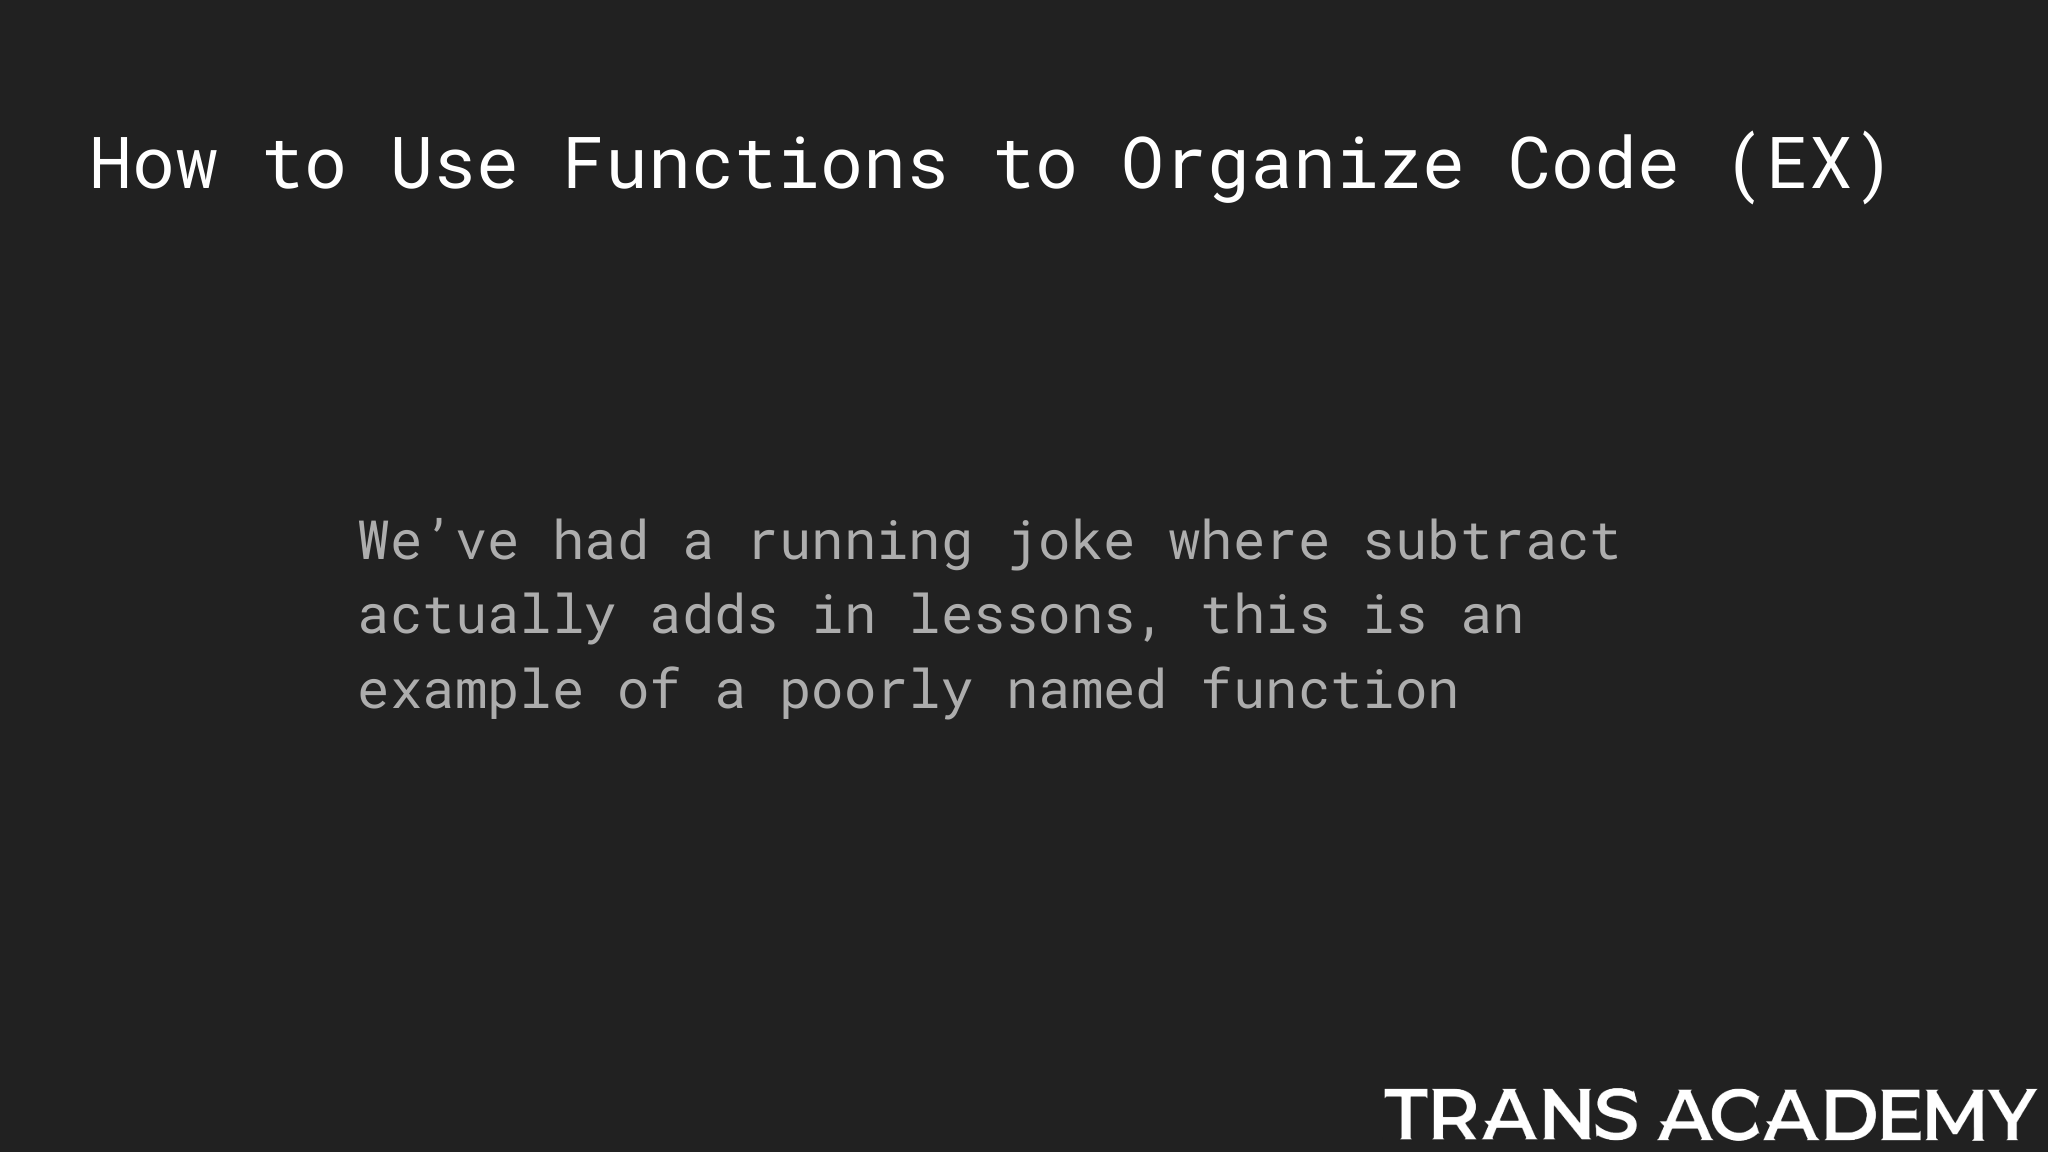 How to Use Functions to Organize Code (EX)
We’ve had a running joke where subtract
actually adds in lessons, this is an
example of a poorly named function
TRANS ACADEMY